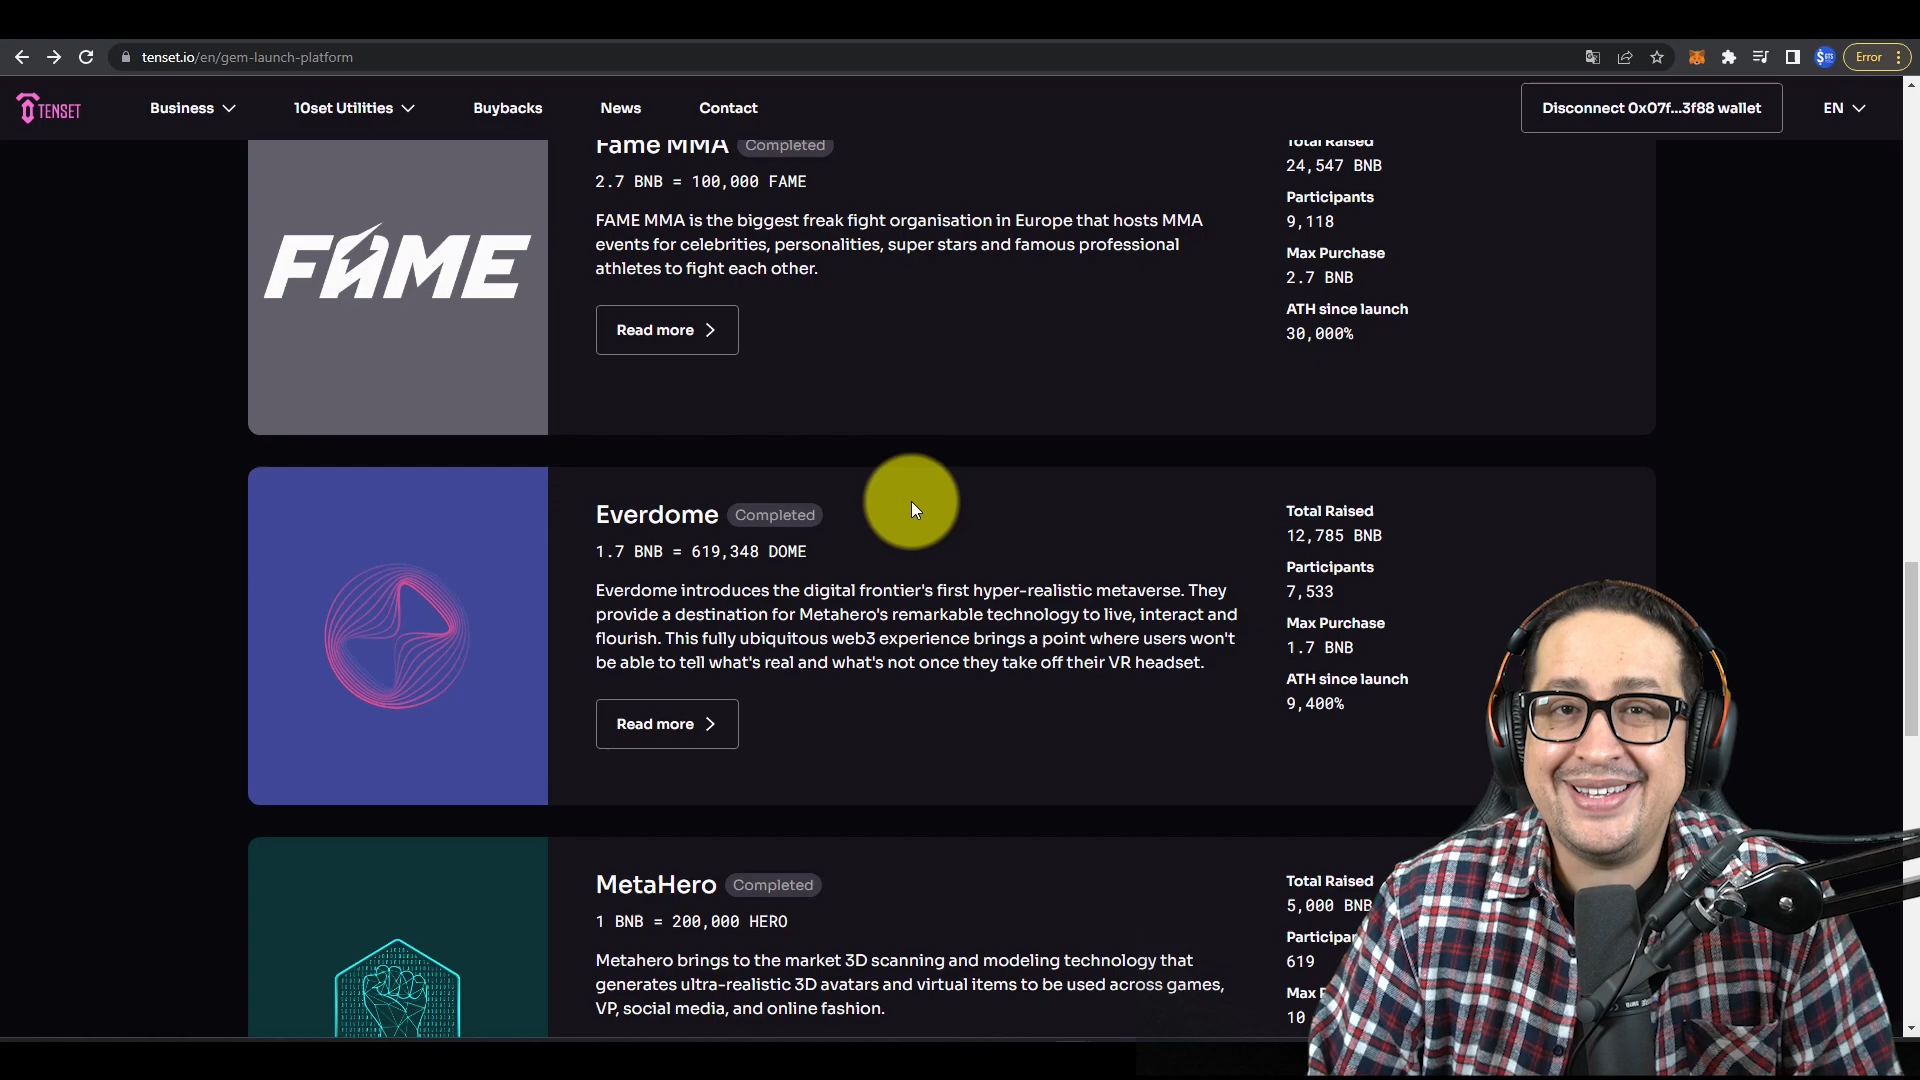 tenset.io/en/gem-launch-platform
Error
TENSET
Business
10set Utilities
Buybacks
News
Contact
Disconnect 0x07f...3f88 wallet
EN
FAME
Fame MMA
Completed
2.7 BNB = 100,000 FAME
FAME MMA is the biggest freak fight organisation in Europe that hosts MMA
events for celebrities, personalities, super stars and famous professional
athletes to fight each other.
Read more
Total Raised
24,547 BNB
Participants
9,118
Max Purchase
2.7 BNB
ATH since launch
30,000%
Everdome
Completed
1.7 BNB = 619,348 DOME
Everdome introduces the digital frontier's first hyper-realistic metaverse. They
provide a destination for Metahero's remarkable technology to live, interact and
flourish. This fully ubiquitous web3 experience brings a point where users won't
be able to tell what's real and what's not once they take off their VR headset.
Read more
Total Raised
12,785 BNB
Participants
7,533
Max Purchase
1.7 BNB
ATH since launch
9,400%
MetaHero
Completed
1 BNB = 200,000 HERO
Metahero brings to the market 3D scanning and modeling technology that
generates ultra-realistic 3D avatars and virtual items to be used across games,
VP, social media, and online fashion.
Total Raised
5,000 BNB
Participan
619
Max
10